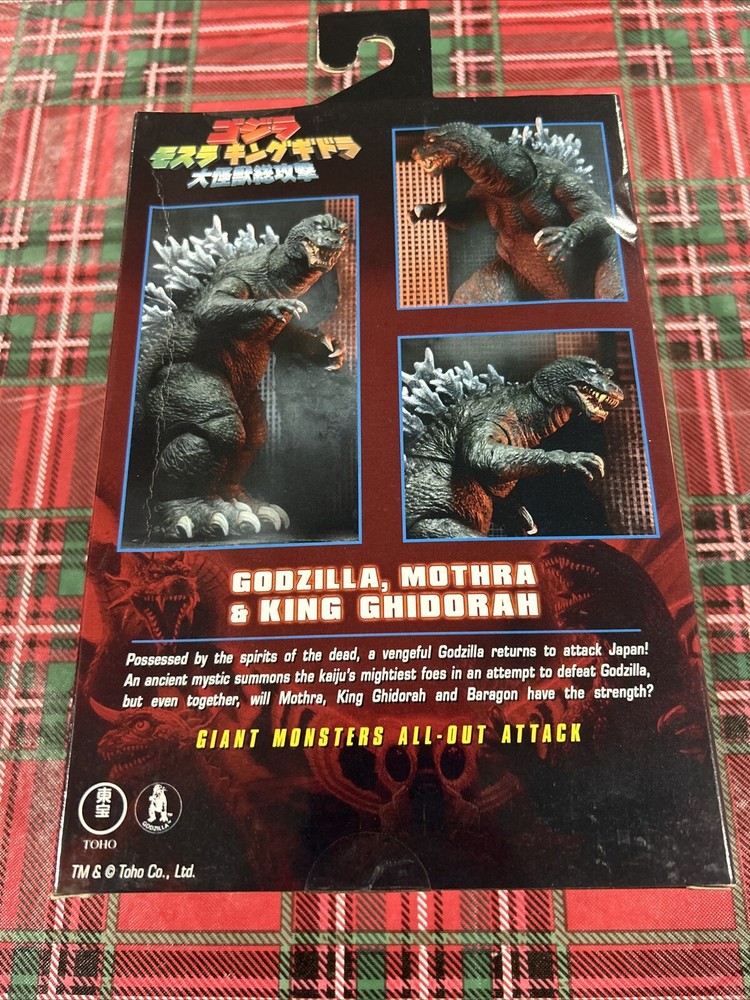 ゴジラ
モスラ キングギドラ
大怪獣総攻撃
GODZILLA, MOTHRA
& KING GHIDORAH
Possessed by the spirits of the dead, a vengeful Godzilla returns to attack Japan!
An ancient mystic summons the kaiju's mightiest foes in an attempt to defeat Godzilla,
but even together, will Mothra, King Ghidorah and Baragon have the strength?
GIANT MONSTERS ALL-OUT ATTACK
東宝
TOHO
GODZILLA
TM & © Toho Co., Ltd.